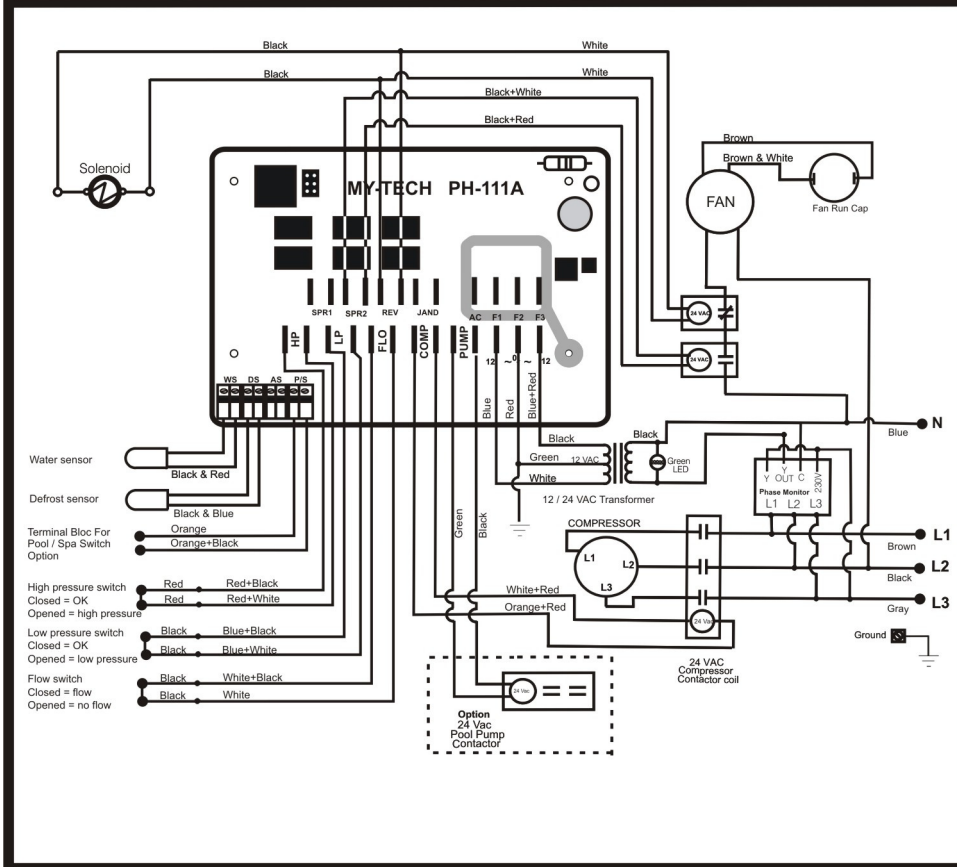 Black
White
Black
White
Black+White
Black+Red
Brown
Brown & White
Solenoid
MY-TECH PH-111A
FAN
Fan Run Cap
24 VAC
24 VAC
SPR1 SPR2 REV JAND AC F1 F2 F3
HP LP FLO COMP PUMP
12 ~0 ~ 12
WS DS AS P/S
Blue
Red
Blue+Red
Black
Green
White
12 VAC
Black
Green
LED
12 / 24 VAC Transformer
N
Blue
Y Y OUT C 230V
Phase Monitor
L1 L2 L3
Water sensor
Black & Red
Defrost sensor
Black & Blue
Terminal Bloc For
Pool / Spa Switch
Option
Orange
Orange+Black
Green
Black
COMPRESSOR
L1
L2
L3
L1
Brown
L2
Black
L3
Gray
Ground
High pressure switch
Closed = OK
Opened = high pressure
Red Red+Black
Red Red+White
White+Red
Orange+Red
24 Vac
24 VAC
Compressor
Contactor coil
Low pressure switch
Closed = OK
Opened = low pressure
Black Blue+Black
Black Blue+White
Flow switch
Closed = flow
Opened = no flow
Black White+Black
Black White
24 Vac
Option
24 Vac
Pool Pump
Contactor